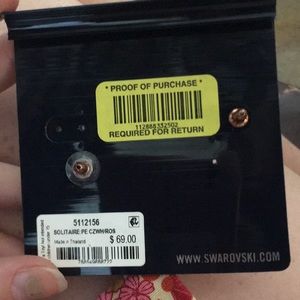 * PROOF OF PURCHASE *
112888332502
REQUIRED FOR RETURN
5112156
SOLITAIRE:PE CZWH/ROS
Made in Thailand
$ 69.00
WWW.SWAROVSKI.COM